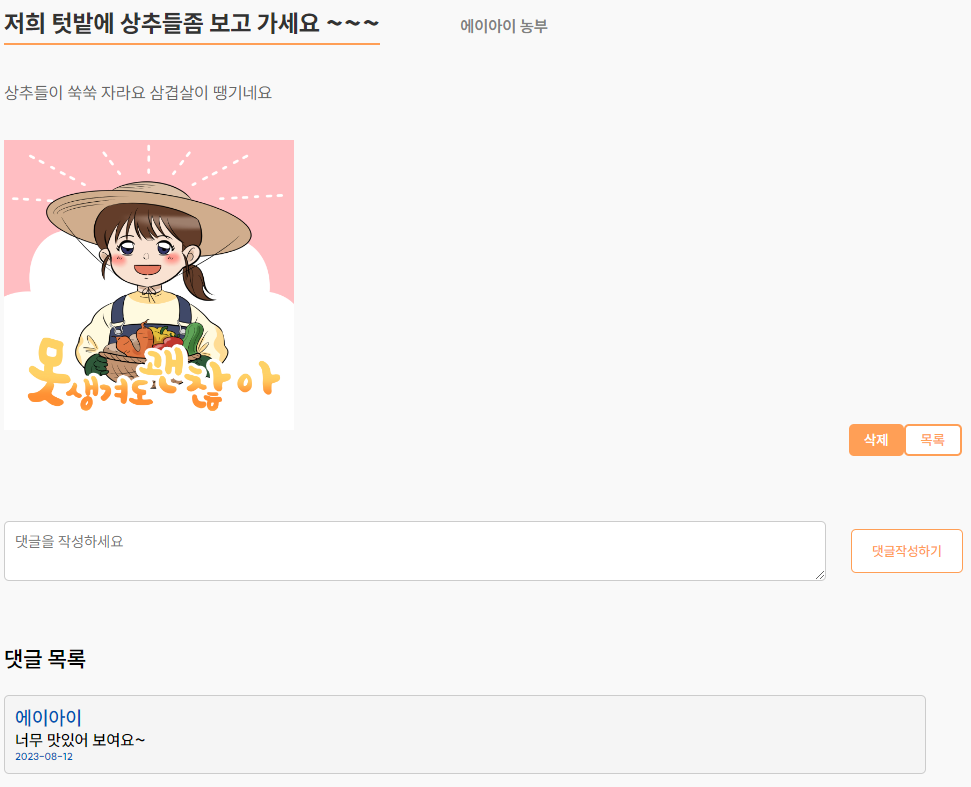 저희 텃밭에 상추들좀 보고 가세요 ~~~
에이아이 농부
상추들이 쑥쑥 자라요 삼겹살이 땡기네요
못생겨도 괜찮아
삭제
목록
댓글을 작성하세요
댓글작성하기
댓글 목록
에이아이
너무 맛있어 보여요~
2023-08-12